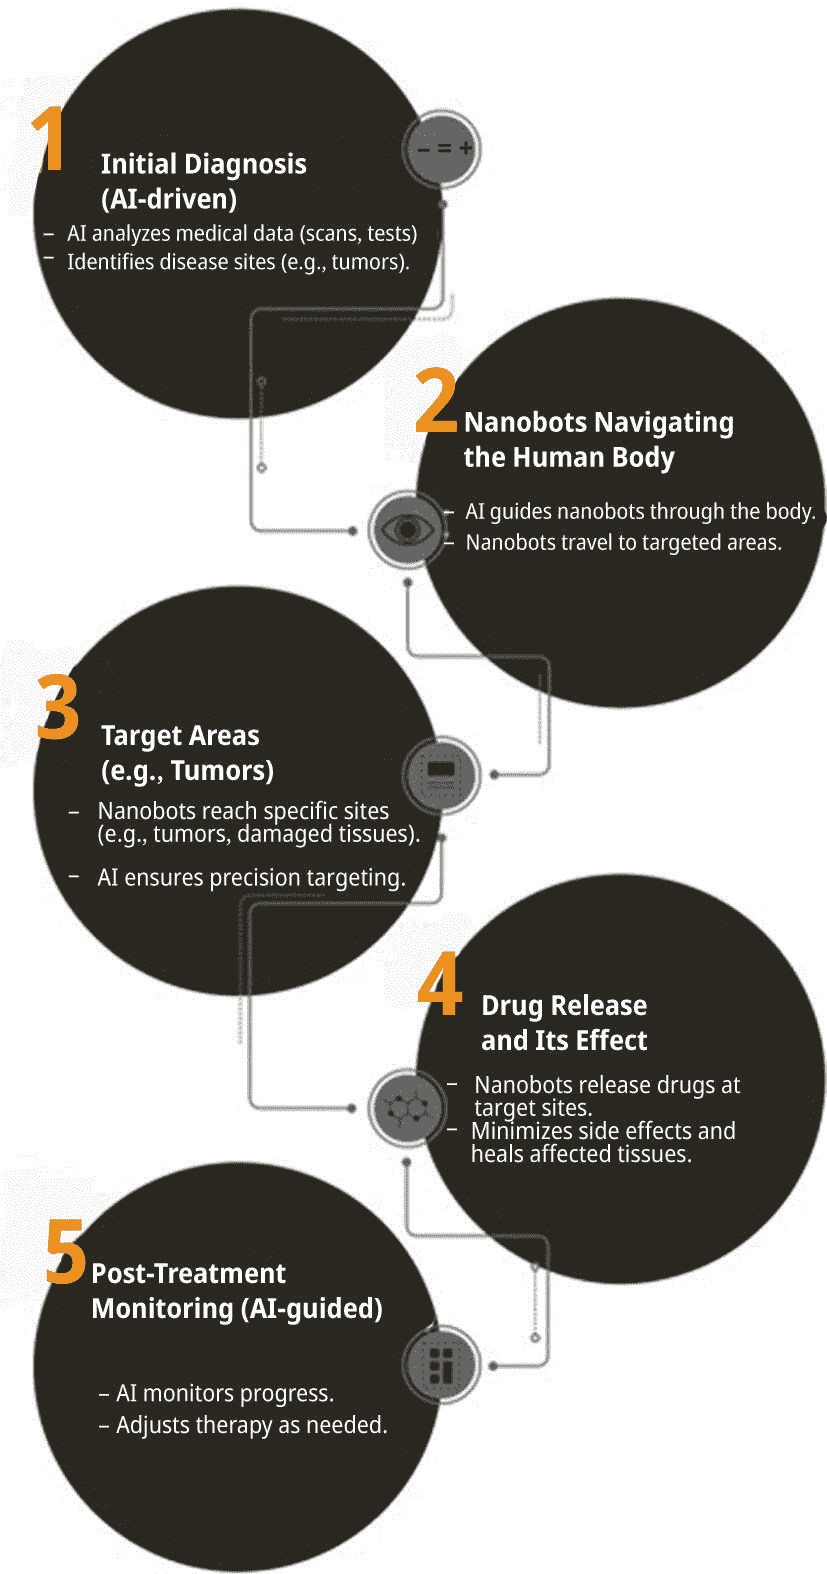 1
Initial Diagnosis
(AI-driven)
– AI analyzes medical data (scans, tests)
– Identifies disease sites (e.g., tumors).
2
Nanobots Navigating
the Human Body
– AI guides nanobots through the body.
– Nanobots travel to targeted areas.
3
Target Areas
(e.g., Tumors)
– Nanobots reach specific sites
(e.g., tumors, damaged tissues).
– AI ensures precision targeting.
4
Drug Release
and Its Effect
– Nanobots release drugs at
target sites.
– Minimizes side effects and
heals affected tissues.
5
Post-Treatment
Monitoring (AI-guided)
– AI monitors progress.
– Adjusts therapy as needed.